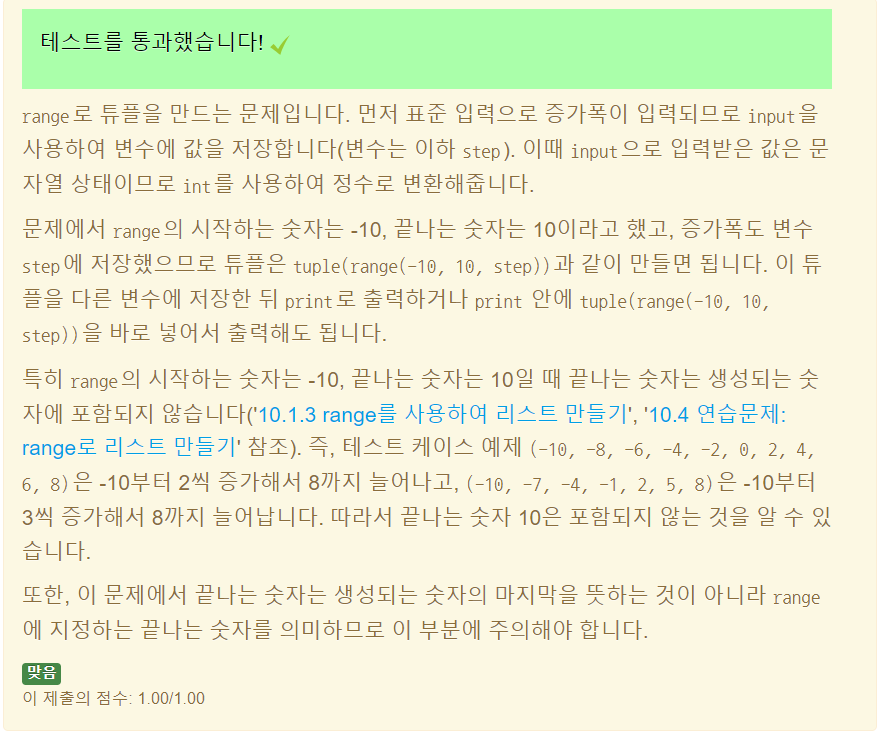 테스트를 통과했습니다!
range로 튜플을 만드는 문제입니다. 먼저 표준 입력으로 증가폭이 입력되므로 input을
사용하여 변수에 값을 저장합니다(변수는 이하 step). 이때 input으로 입력받은 값은 문
자열 상태이므로 int를 사용하여 정수로 변환해줍니다.
문제에서 range의 시작하는 숫자는 -10, 끝나는 숫자는 10이라고 했고, 증가폭도 변수
step에 저장했으므로 튜플은 tuple(range(-10, 10, step))과 같이 만들면 됩니다. 이 튜
플을 다른 변수에 저장한 뒤 print로 출력하거나 print 안에 tuple(range(-10, 10,
step))을 바로 넣어서 출력해도 됩니다.
특히 range의 시작하는 숫자는 -10, 끝나는 숫자는 10일 때 끝나는 숫자는 생성되는 숫
자에 포함되지 않습니다('10.1.3 range를 사용하여 리스트 만들기', '10.4 연습문제:
range로 리스트 만들기' 참조). 즉, 테스트 케이스 예제 (-10, -8, -6, -4, -2, 0, 2, 4,
6, 8)은 -10부터 2씩 증가해서 8까지 늘어나고, (-10, -7, -4, -1, 2, 5, 8)은 -10부터
3씩 증가해서 8까지 늘어납니다. 따라서 끝나는 숫자 10은 포함되지 않는 것을 알 수 있
습니다.
또한, 이 문제에서 끝나는 숫자는 생성되는 숫자의 마지막을 뜻하는 것이 아니라 range
에 지정하는 끝나는 숫자를 의미하므로 이 부분에 주의해야 합니다.
맞음
이 제출의 점수: 1.00/1.00